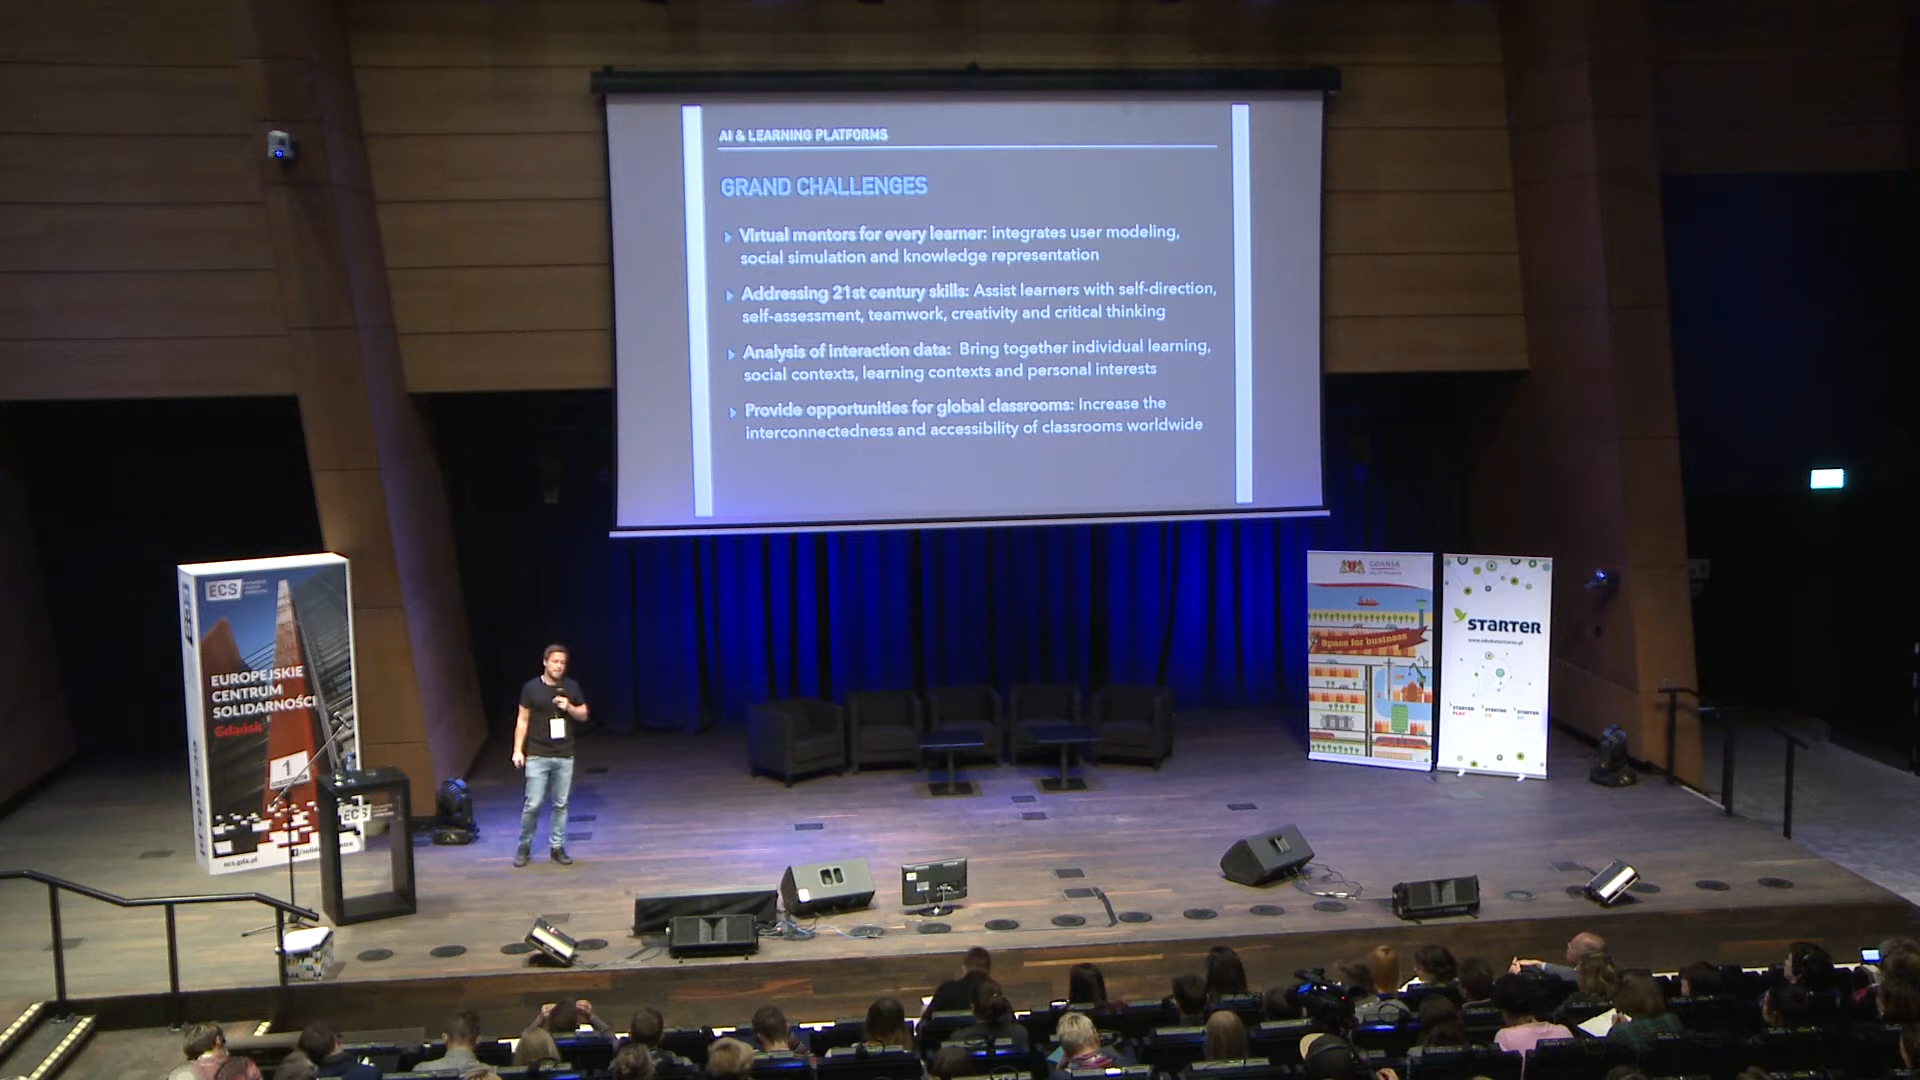 AI & LEARNING PLATFORMS
GRAND CHALLENGES
Virtual mentors for every learner: integrates user modeling,
social simulation and knowledge representation
Addressing 21st century skills: Assist learners with self-direction,
self-assessment, teamwork, creativity and critical thinking
Analysis of interaction data: Bring together individual learning,
social contexts, learning contexts and personal interests
Provide opportunities for global classrooms: Increase the
interconnectedness and accessibility of classrooms worldwide
ECS
EUROPEJSKIE
CENTRUM
SOLIDARNOŚCI
Gdańsk
1
ecs.gda.pl
ECS
GDAŃSK
Space for business
STARTER